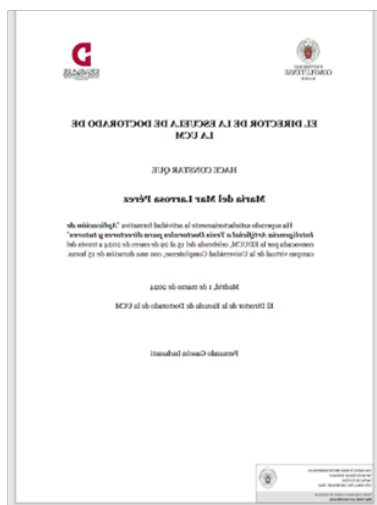 UNIVERSIDAD
COMPLUTENSE
MADRID
EL DIRECTOR DE LA ESCUELA DE DOCTORADO DE
LA UCM
HACE CONSTAR QUE
María del Mar Larrosa Pérez
Ha superado satisfactoriamente la actividad formativa "Aplicación de
Inteligencia Artificial a Tesis Doctorales para directores y tutores"
convocada por la EDUCM, celebrada del 15 al 29 de enero de 2024 a través del
campus virtual de la Universidad Complutense, con una duración de 15 horas.
Madrid, 1 de marzo de 2024
El Director de la Escuela de Doctorado de la UCM
Fernando Gascón Inchausti